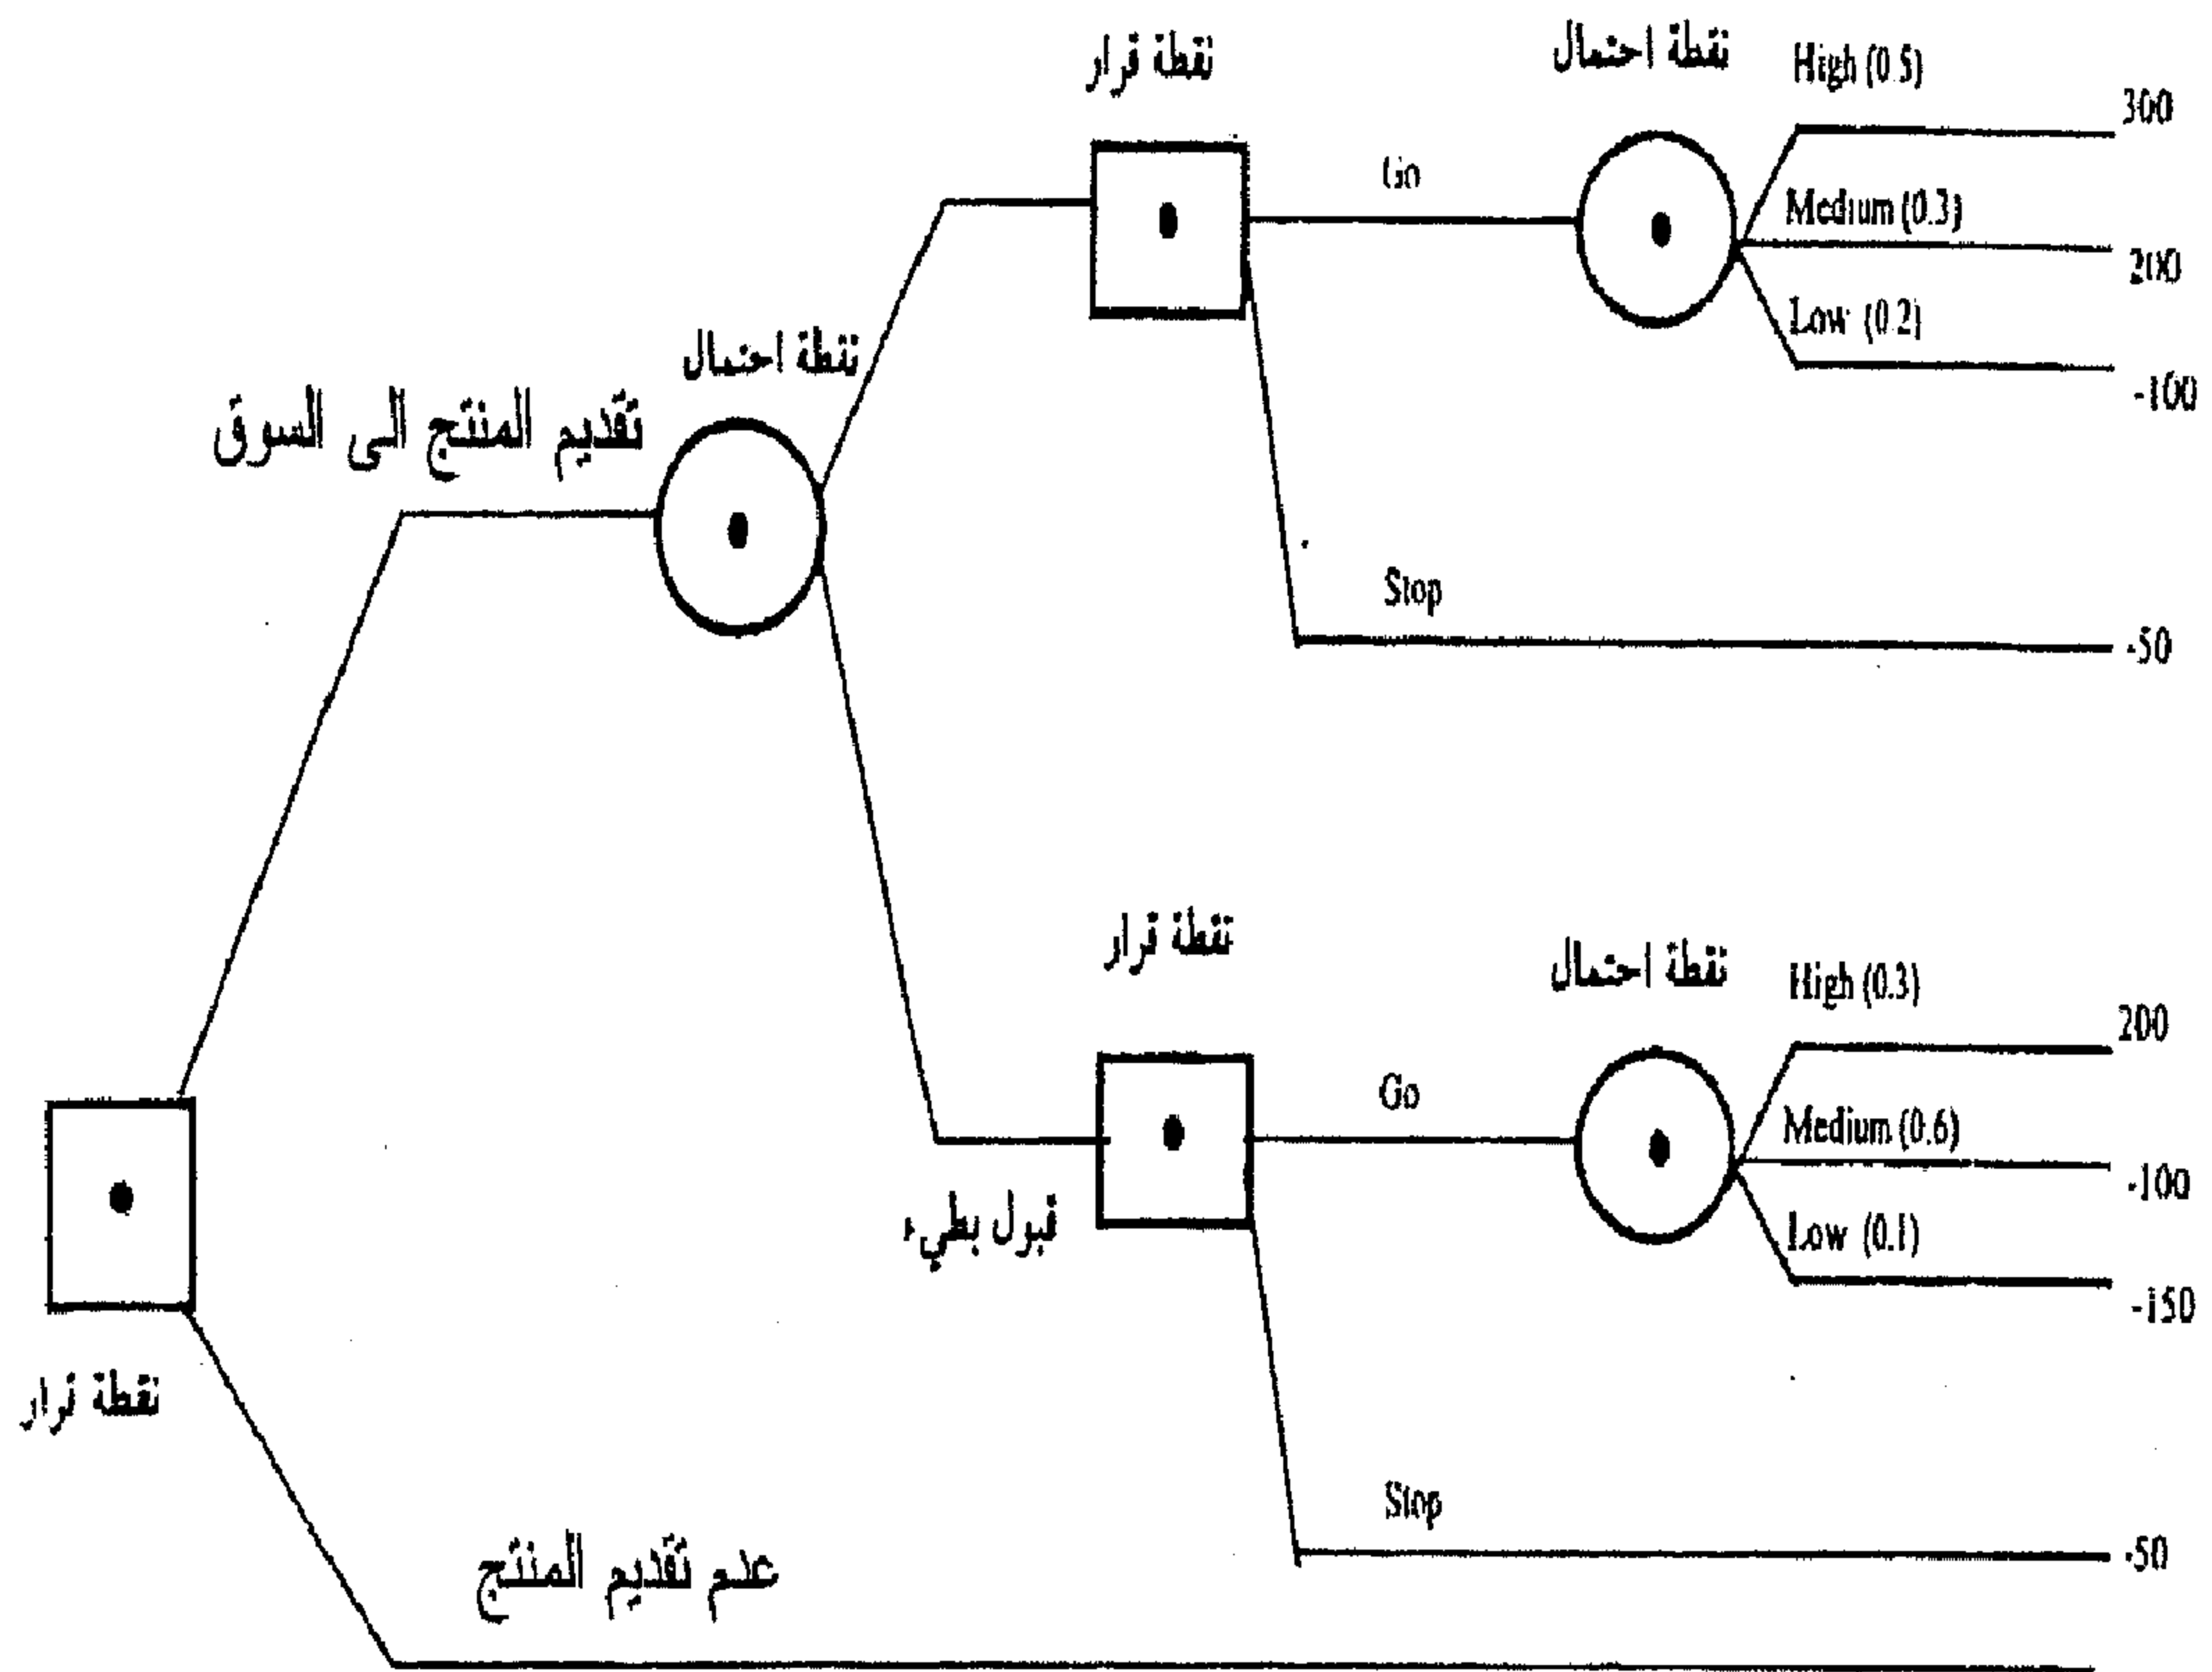 نقطة قرار
نقطة احتمال
High (0.5)
300
Go
Medium (0.3)
200
Low (0.2)
-100
نقطة احتمال
تقديم المنتج الى السوق
Stop
-50
نقطة قرار
نقطة احتمال
High (0.3)
200
Go
Medium (0.6)
-100
Low (0.1)
-150
قبول بطيء
نقطة قرار
Stop
-50
عدم تقديم المنتج